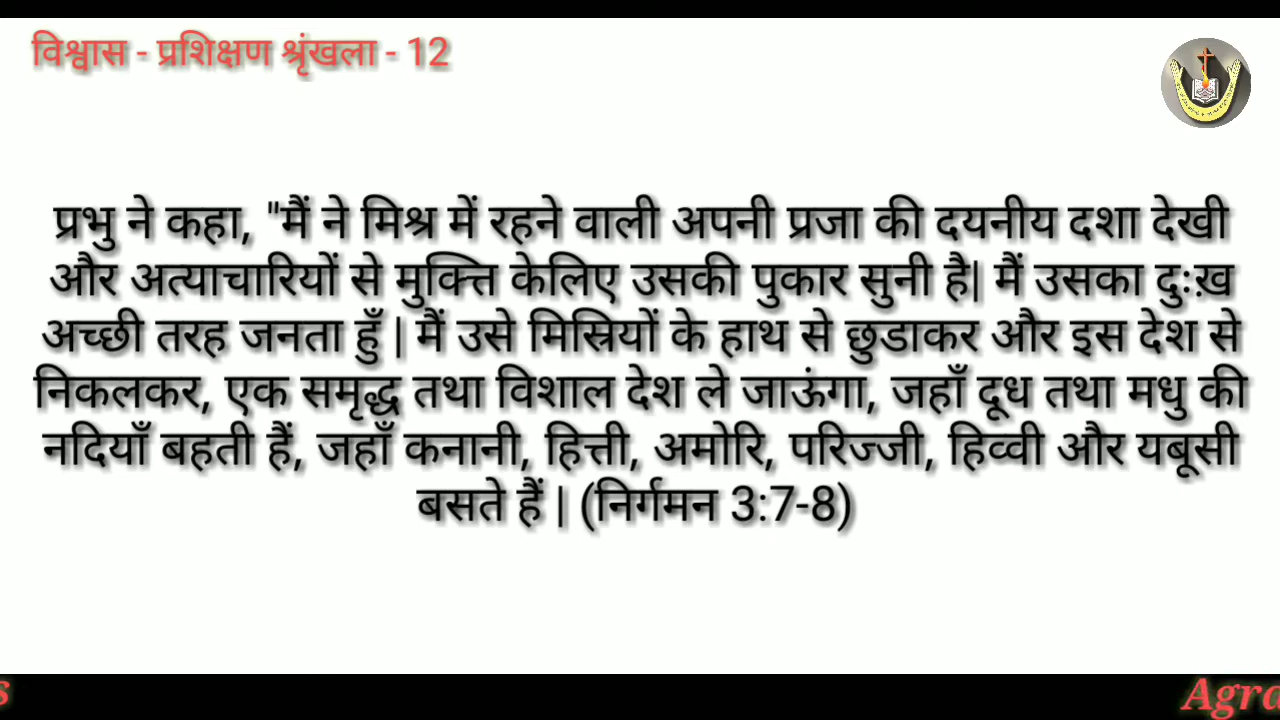 विश्वास - प्रशिक्षण श्रृंखला - 12
प्रभु ने कहा, "मैं ने मिश्र में रहने वाली अपनी प्रजा की दयनीय दशा देखी
और अत्याचारियों से मुक्त्ति केलिए उसकी पुकार सुनी है| मैं उसका दुःख़
अच्छी तरह जनता हुँ | मैं उसे मिस्रियों के हाथ से छुडाकर और इस देश से
निकलकर, एक समृद्ध तथा विशाल देश ले जाऊंगा, जहाँ दूध तथा मधु की
नदियाँ बहती हैं, जहाँ कनानी, हित्ती, अमोरि, परिज्जी, हिव्वी और यबूसी
बसते हैं | (निर्गमन 3:7-8)
s Agra